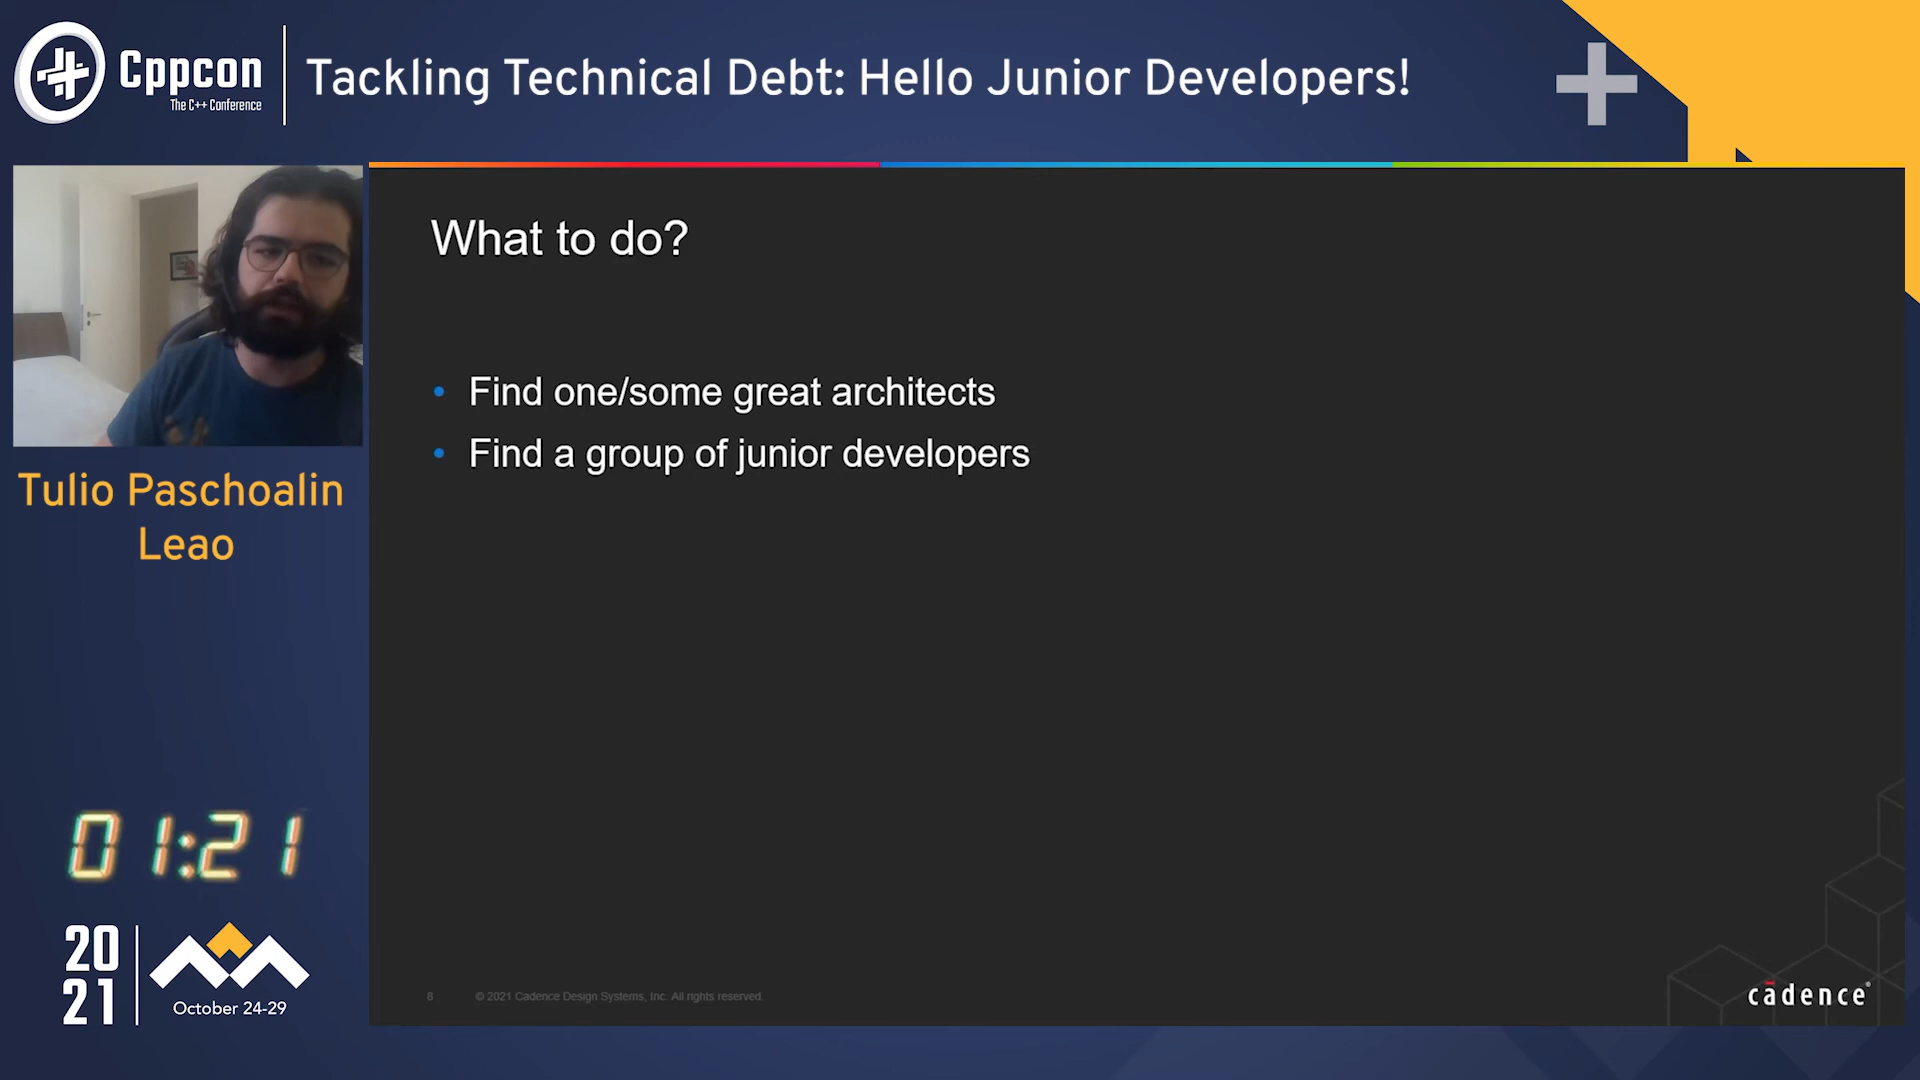 Cppcon
The C++ Conference
Tackling Technical Debt: Hello Junior Developers!
Tulio Paschoalin
Leao
01:21
20
21
October 24-29
What to do?
• Find one/some great architects
• Find a group of junior developers
8
© 2021 Cadence Design Systems, Inc. All rights reserved.
cādence®